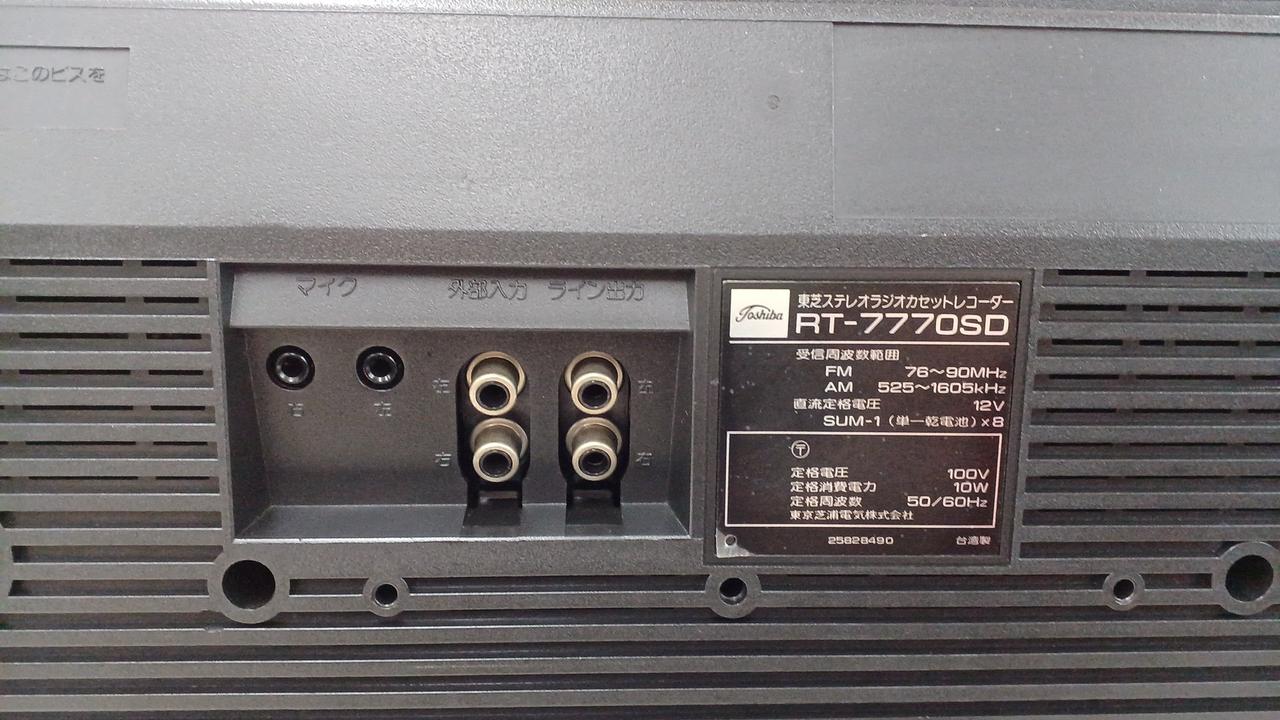 はこのビスを
マイク
外部入力
ライン出力
右
左
左
右
右
Toshiba
東芝ステレオラジオカセットレコーダー
RT-7770SD
受信周波数範囲
FM 76〜90MHz
AM 525〜1605kHz
直流定格電圧 12V
SUM-1(単一乾電池)×8
〒
定格電圧 100V
定格消費電力 10W
定格周波数 50/60Hz
東京芝浦電気株式会社
25828490 台湾製